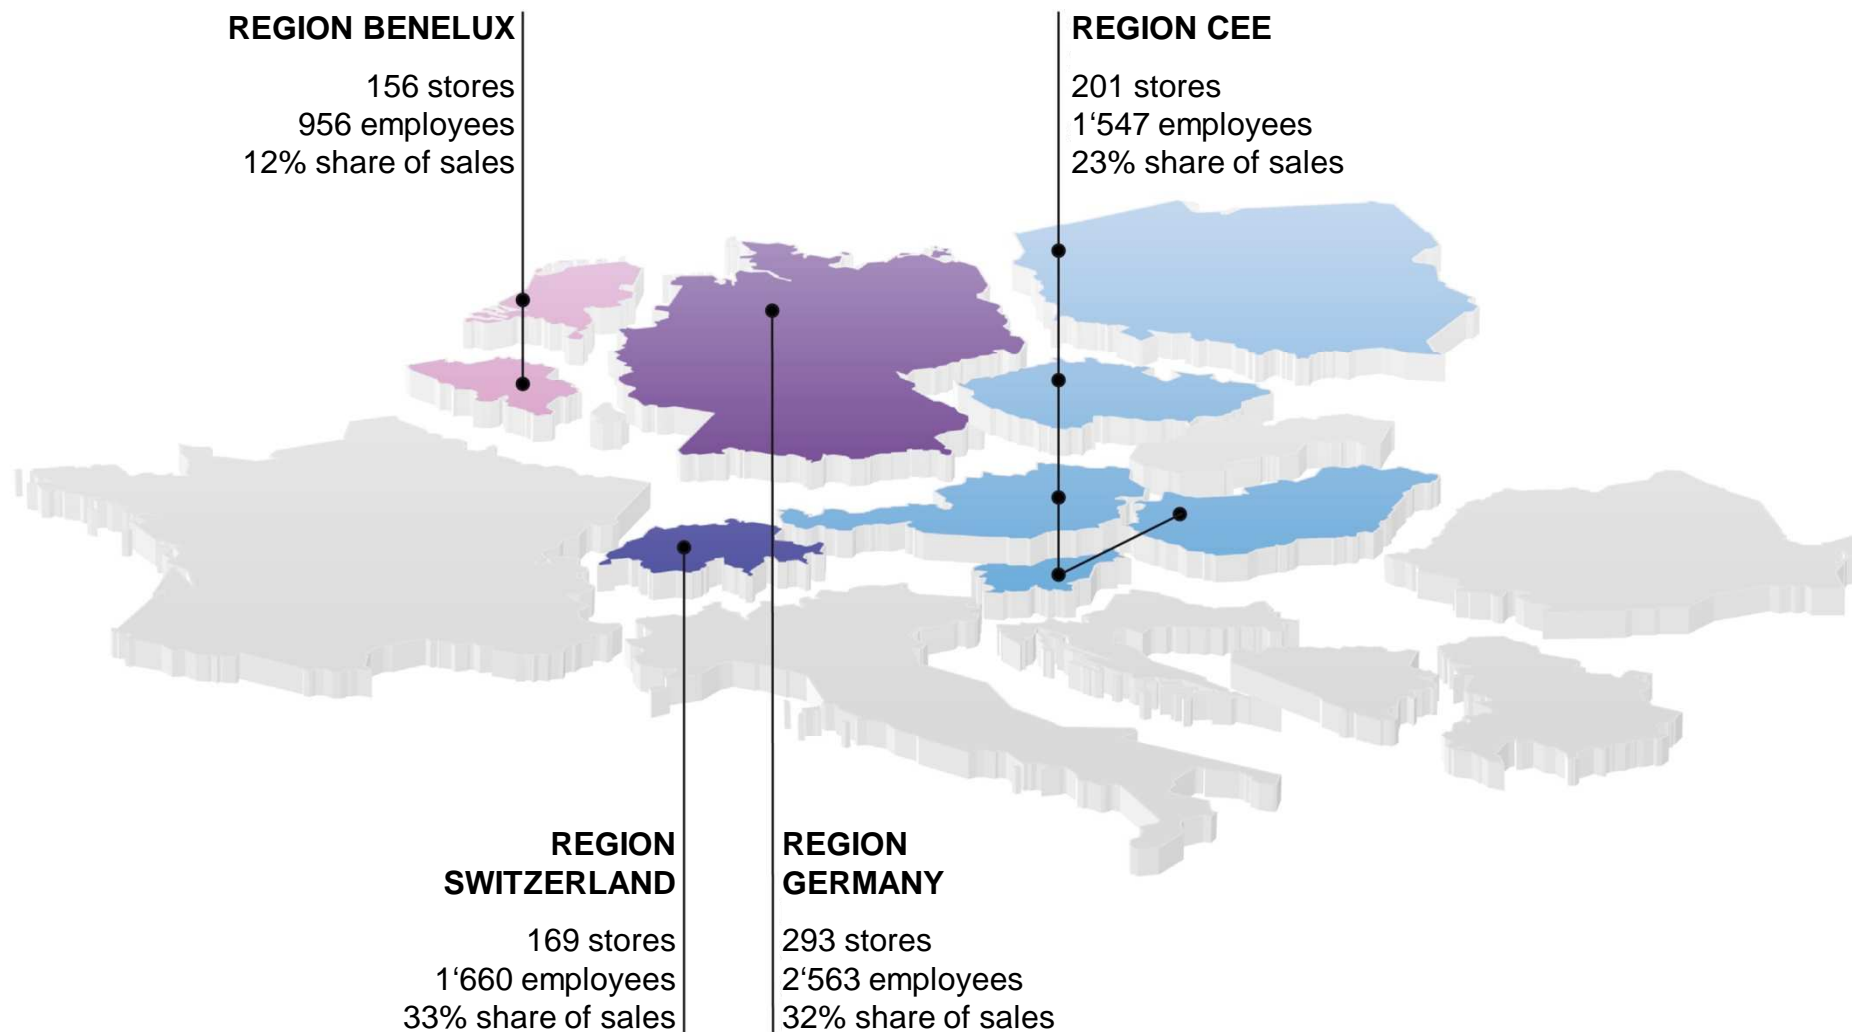 REGION BENELUX
156 stores
956 employees
12% share of sales
REGION CEE
201 stores
1‘547 employees
23% share of sales
REGION
SWITZERLAND
169 stores
1‘660 employees
33% share of sales
REGION
GERMANY
293 stores
2‘563 employees
32% share of sales